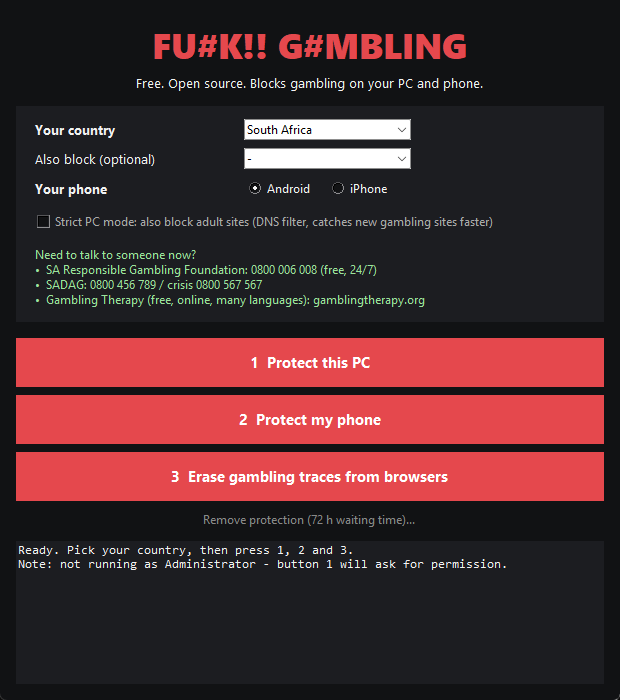 FU#K!! G#MBLING
Free. Open source. Blocks gambling on your PC and phone.
Your country South Africa
Also block (optional) -
Your phone Android iPhone
Strict PC mode: also block adult sites (DNS filter, catches new gambling sites faster)
Need to talk to someone now?
• SA Responsible Gambling Foundation: 0800 006 008 (free, 24/7)
• SADAG: 0800 456 789 / crisis 0800 567 567
• Gambling Therapy (free, online, many languages): gamblingtherapy.org
1 Protect this PC
2 Protect my phone
3 Erase gambling traces from browsers
Remove protection (72 h waiting time)...
Ready. Pick your country, then press 1, 2 and 3.
Note: not running as Administrator - button 1 will ask for permission.